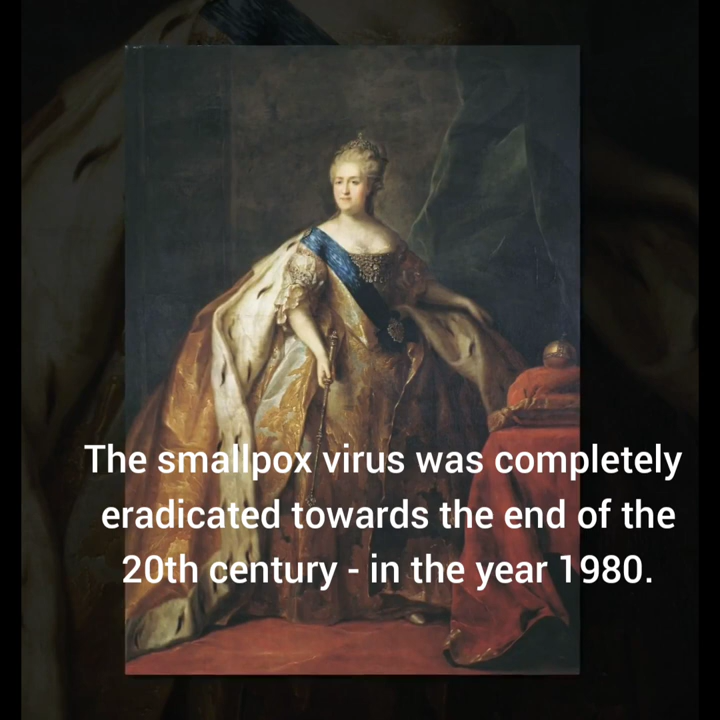 The smallpox virus was completely
eradicated towards the end of the
20th century - in the year 1980.